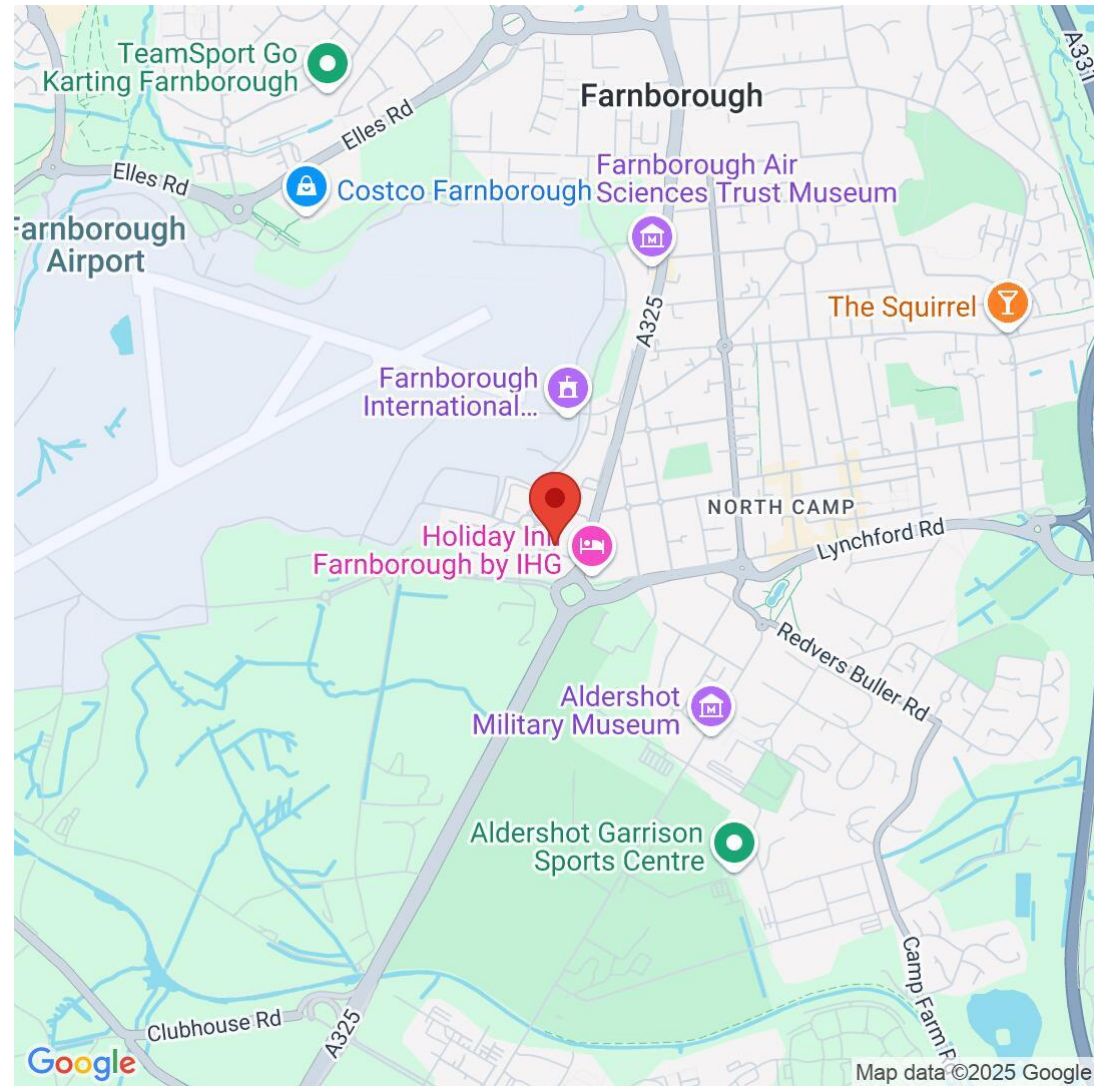 TeamSport Go
Karting Farnborough
Farnborough
A331
Elles Rd
Elles Rd
Costco Farnborough
Farnborough Air
Sciences Trust Museum
Farnborough
Airport
The Squirrel
A325
Farnborough
International...
NORTH CAMP
Lynchford Rd
Holiday Inn
Farnborough by IHG
Redvers Buller Rd
Aldershot
Military Museum
Aldershot Garrison
Sports Centre
Camp Farm R
Clubhouse Rd
A325
Google
Map data ©2025 Google